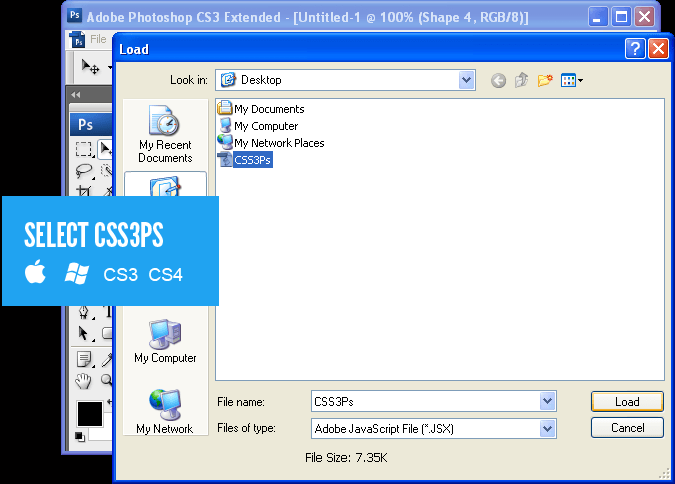 Adobe Photoshop CS3 Extended - [Untitled-1 @ 100% (Shape 4, RGB/8)]
File
Load
Look in:
Desktop
My Recent
Documents
My Documents
My Computer
My Network Places
CSS3Ps
Ps
SELECT CSS3PS
CS3 CS4
My Computer
My Network
File name:
CSS3Ps
Load
Files of type:
Adobe JavaScript File (*.JSX)
Cancel
File Size: 7.35K